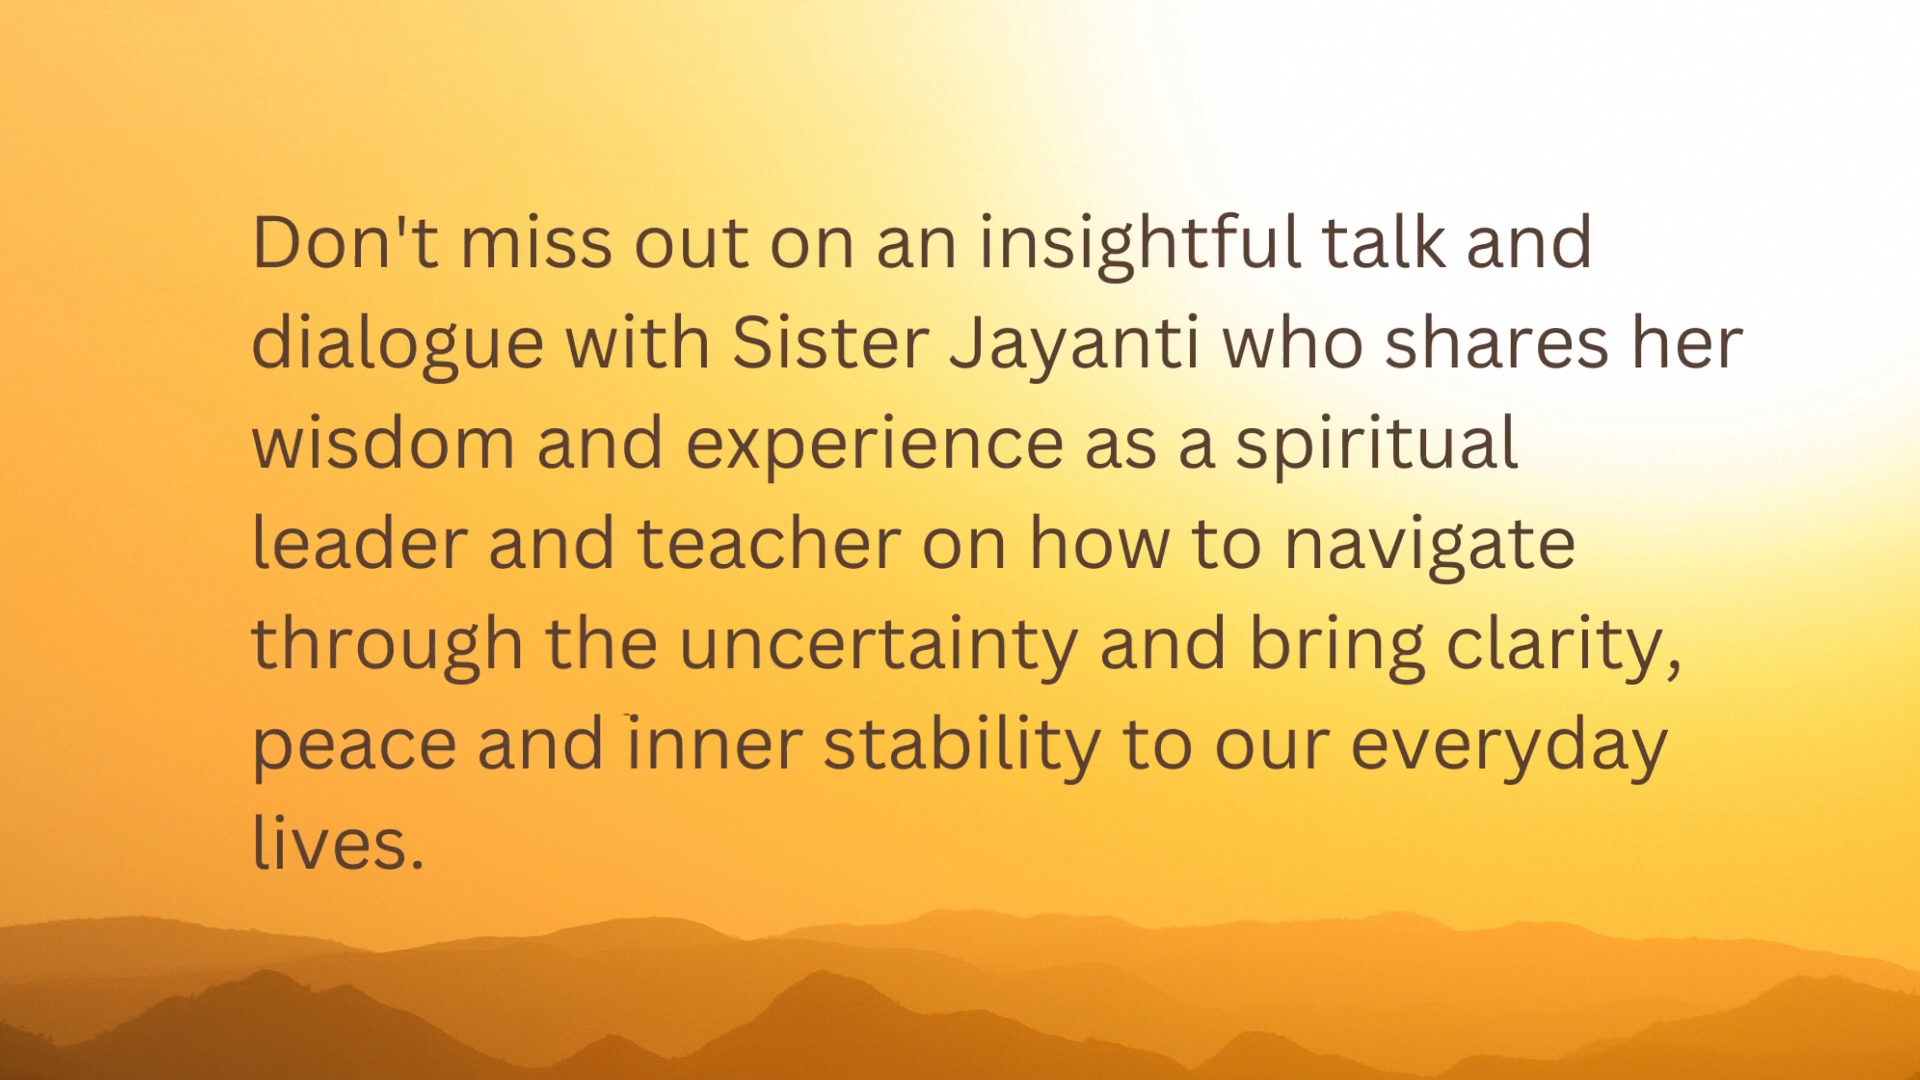 Don't miss out on an insightful talk and
dialogue with Sister Jayanti who shares her
wisdom and experience as a spiritual
leader and teacher on how to navigate
through the uncertainty and bring clarity,
peace and inner stability to our everyday
lives.